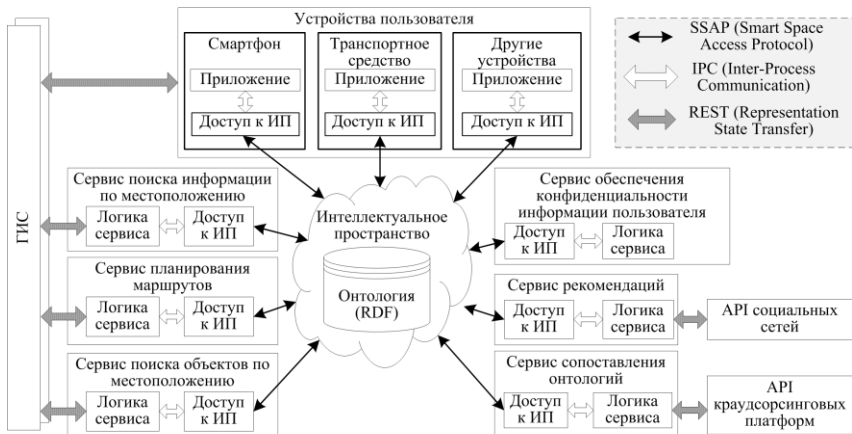 Устройства пользователя
Смартфон
Приложение
Доступ к ИП
Транспортное
средство
Приложение
Доступ к ИП
Другие
устройства
Приложение
Доступ к ИП
SSAP (Smart Space
Access Protocol)
IPC (Inter-Process
Communication)
REST (Representation
State Transfer)
ГИС
Сервис поиска информации
по местоположению
Логика
сервиса
Доступ
к ИП
Сервис планирования
маршрутов
Логика
сервиса
Доступ
к ИП
Сервис поиска объектов по
местоположению
Логика
сервиса
Доступ
к ИП
Интеллектуальное
пространство
Онтология
(RDF)
Сервис обеспечения
конфиденциальности
информации пользователя
Доступ
к ИП
Логика
сервиса
Сервис рекомендаций
Доступ
к ИП
Логика
сервиса
API социальных
сетей
Сервис сопоставления
онтологий
Доступ
к ИП
Логика
сервиса
API
краудсорсинговых
платформ